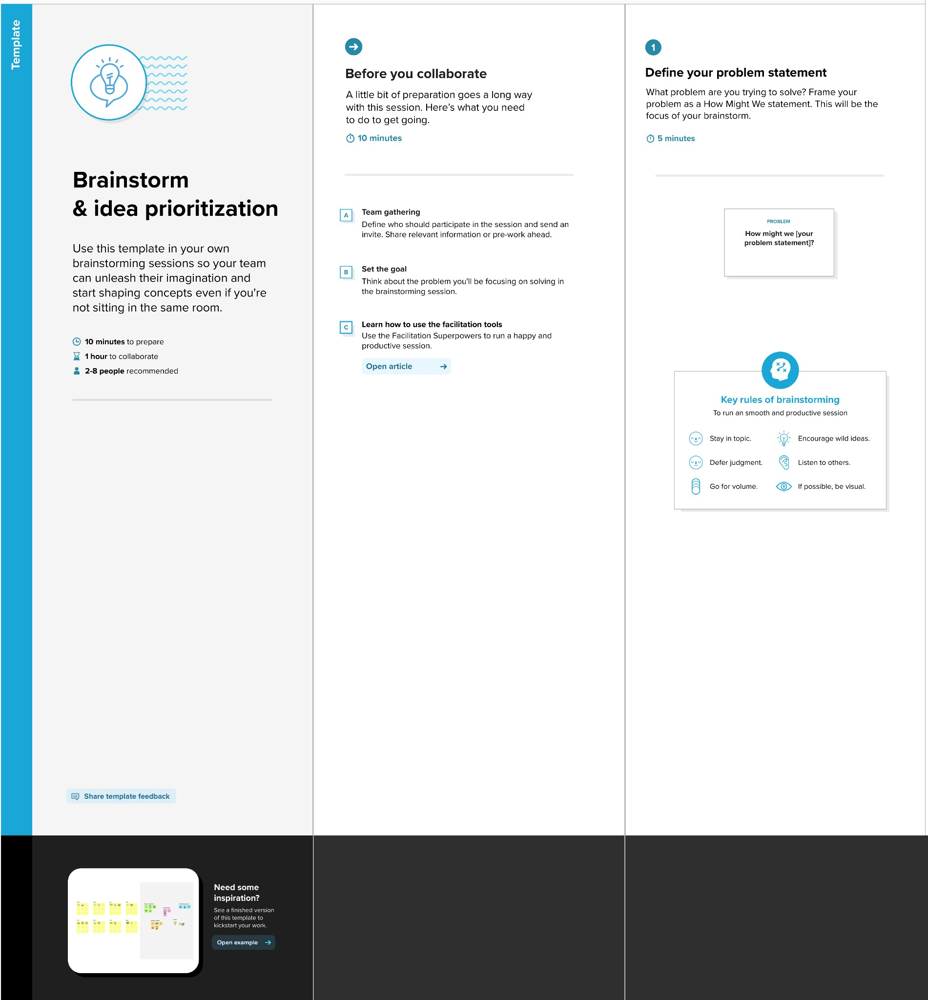 Template
Brainstorm
& idea prioritization
Use this template in your own
brainstorming sessions so your team
can unleash their imagination and
start shaping concepts even if you're
not sitting in the same room.
10 minutes to prepare
1 hour to collaborate
2-8 people recommended
Share template feedback
Need some
inspiration?
See a finished version
of this template to
kickstart your work.
Open example
Before you collaborate
A little bit of preparation goes a long way
with this session. Here’s what you need
to do to get going.
10 minutes
A
Team gathering
Define who should participate in the session and send an
invite. Share relevant information or pre-work ahead.
B
Set the goal
Think about the problem you'll be focusing on solving in
the brainstorming session.
C
Learn how to use the facilitation tools
Use the Facilitation Superpowers to run a happy and
productive session.
Open article
1
Define your problem statement
What problem are you trying to solve? Frame your
problem as a How Might We statement. This will be the
focus of your brainstorm.
5 minutes
PROBLEM
How might we [your
problem statement]?
Key rules of brainstorming
To run an smooth and productive session
Stay in topic.
Encourage wild ideas.
Defer judgment.
Listen to others.
Go for volume.
If possible, be visual.